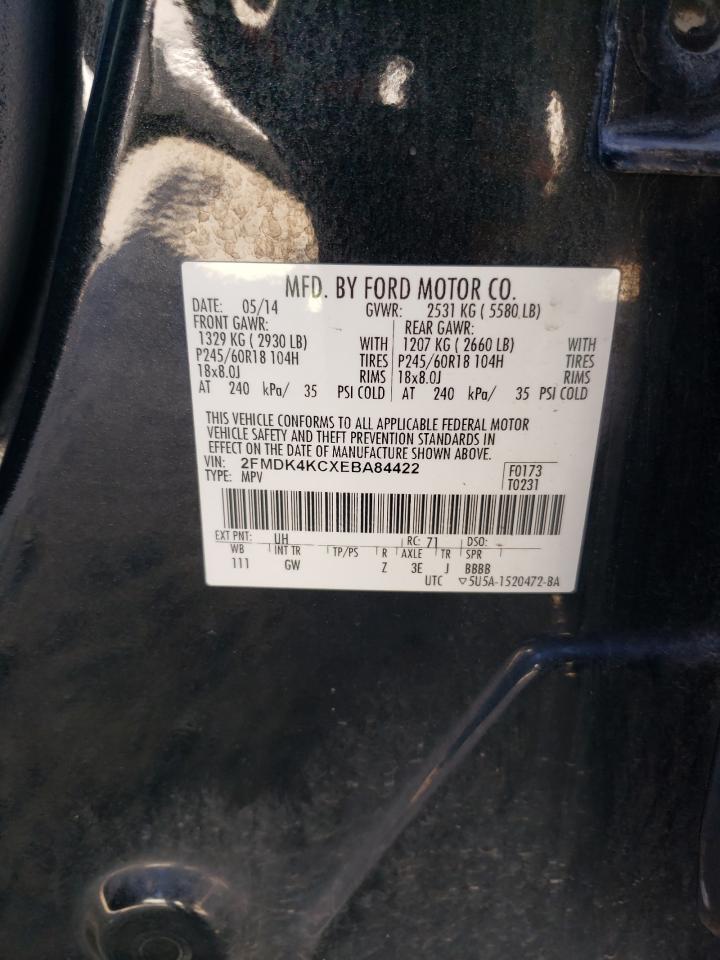 MFD. BY FORD MOTOR CO.
DATE: 05/14 GVWR: 2531 KG ( 5580 LB)
FRONT GAWR: REAR GAWR:
1329 KG ( 2930 LB) WITH 1207 KG ( 2660 LB) WITH
P245/60R18 104H TIRES P245/60R18 104H TIRES
18x8.0J RIMS 18x8.0J RIMS
AT 240 kPa/ 35 PSI COLD AT 240 kPa/ 35 PSI COLD
THIS VEHICLE CONFORMS TO ALL APPLICABLE FEDERAL MOTOR
VEHICLE SAFETY AND THEFT PREVENTION STANDARDS IN
EFFECT ON THE DATE OF MANUFACTURE SHOWN ABOVE.
VIN: 2FMDK4KCXEBA84422 F0173
TYPE: MPV T0231
EXT PNT: UH RC: 71 DSO:
WB INT TR TP/PS R AXLE TR SPR
111 GW Z 3E J BBBB
UTC ▽5U5A-1520472-BA